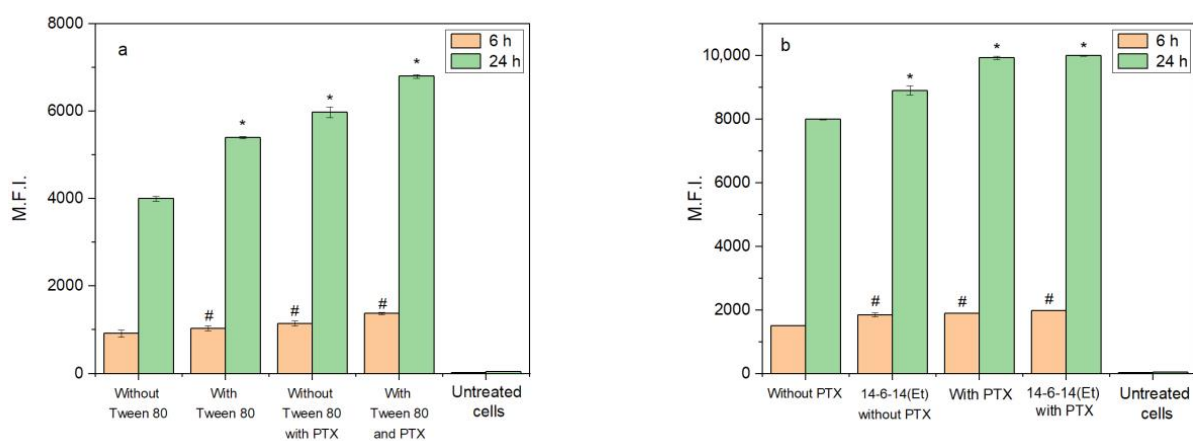 8000
6000
4000
2000
0
M.F.I.
a
6 h
24 h
*
*
*
#
#
#
Without
Tween 80
With
Tween 80
Without
Tween 80
with PTX
With
Tween 80
and PTX
Untreated
cells
10,000
8000
6000
4000
2000
0
M.F.I.
b
6 h
24 h
*
*
*
#
#
#
Without PTX
14-6-14(Et)
without PTX
With PTX
14-6-14(Et)
with PTX
Untreated
cells